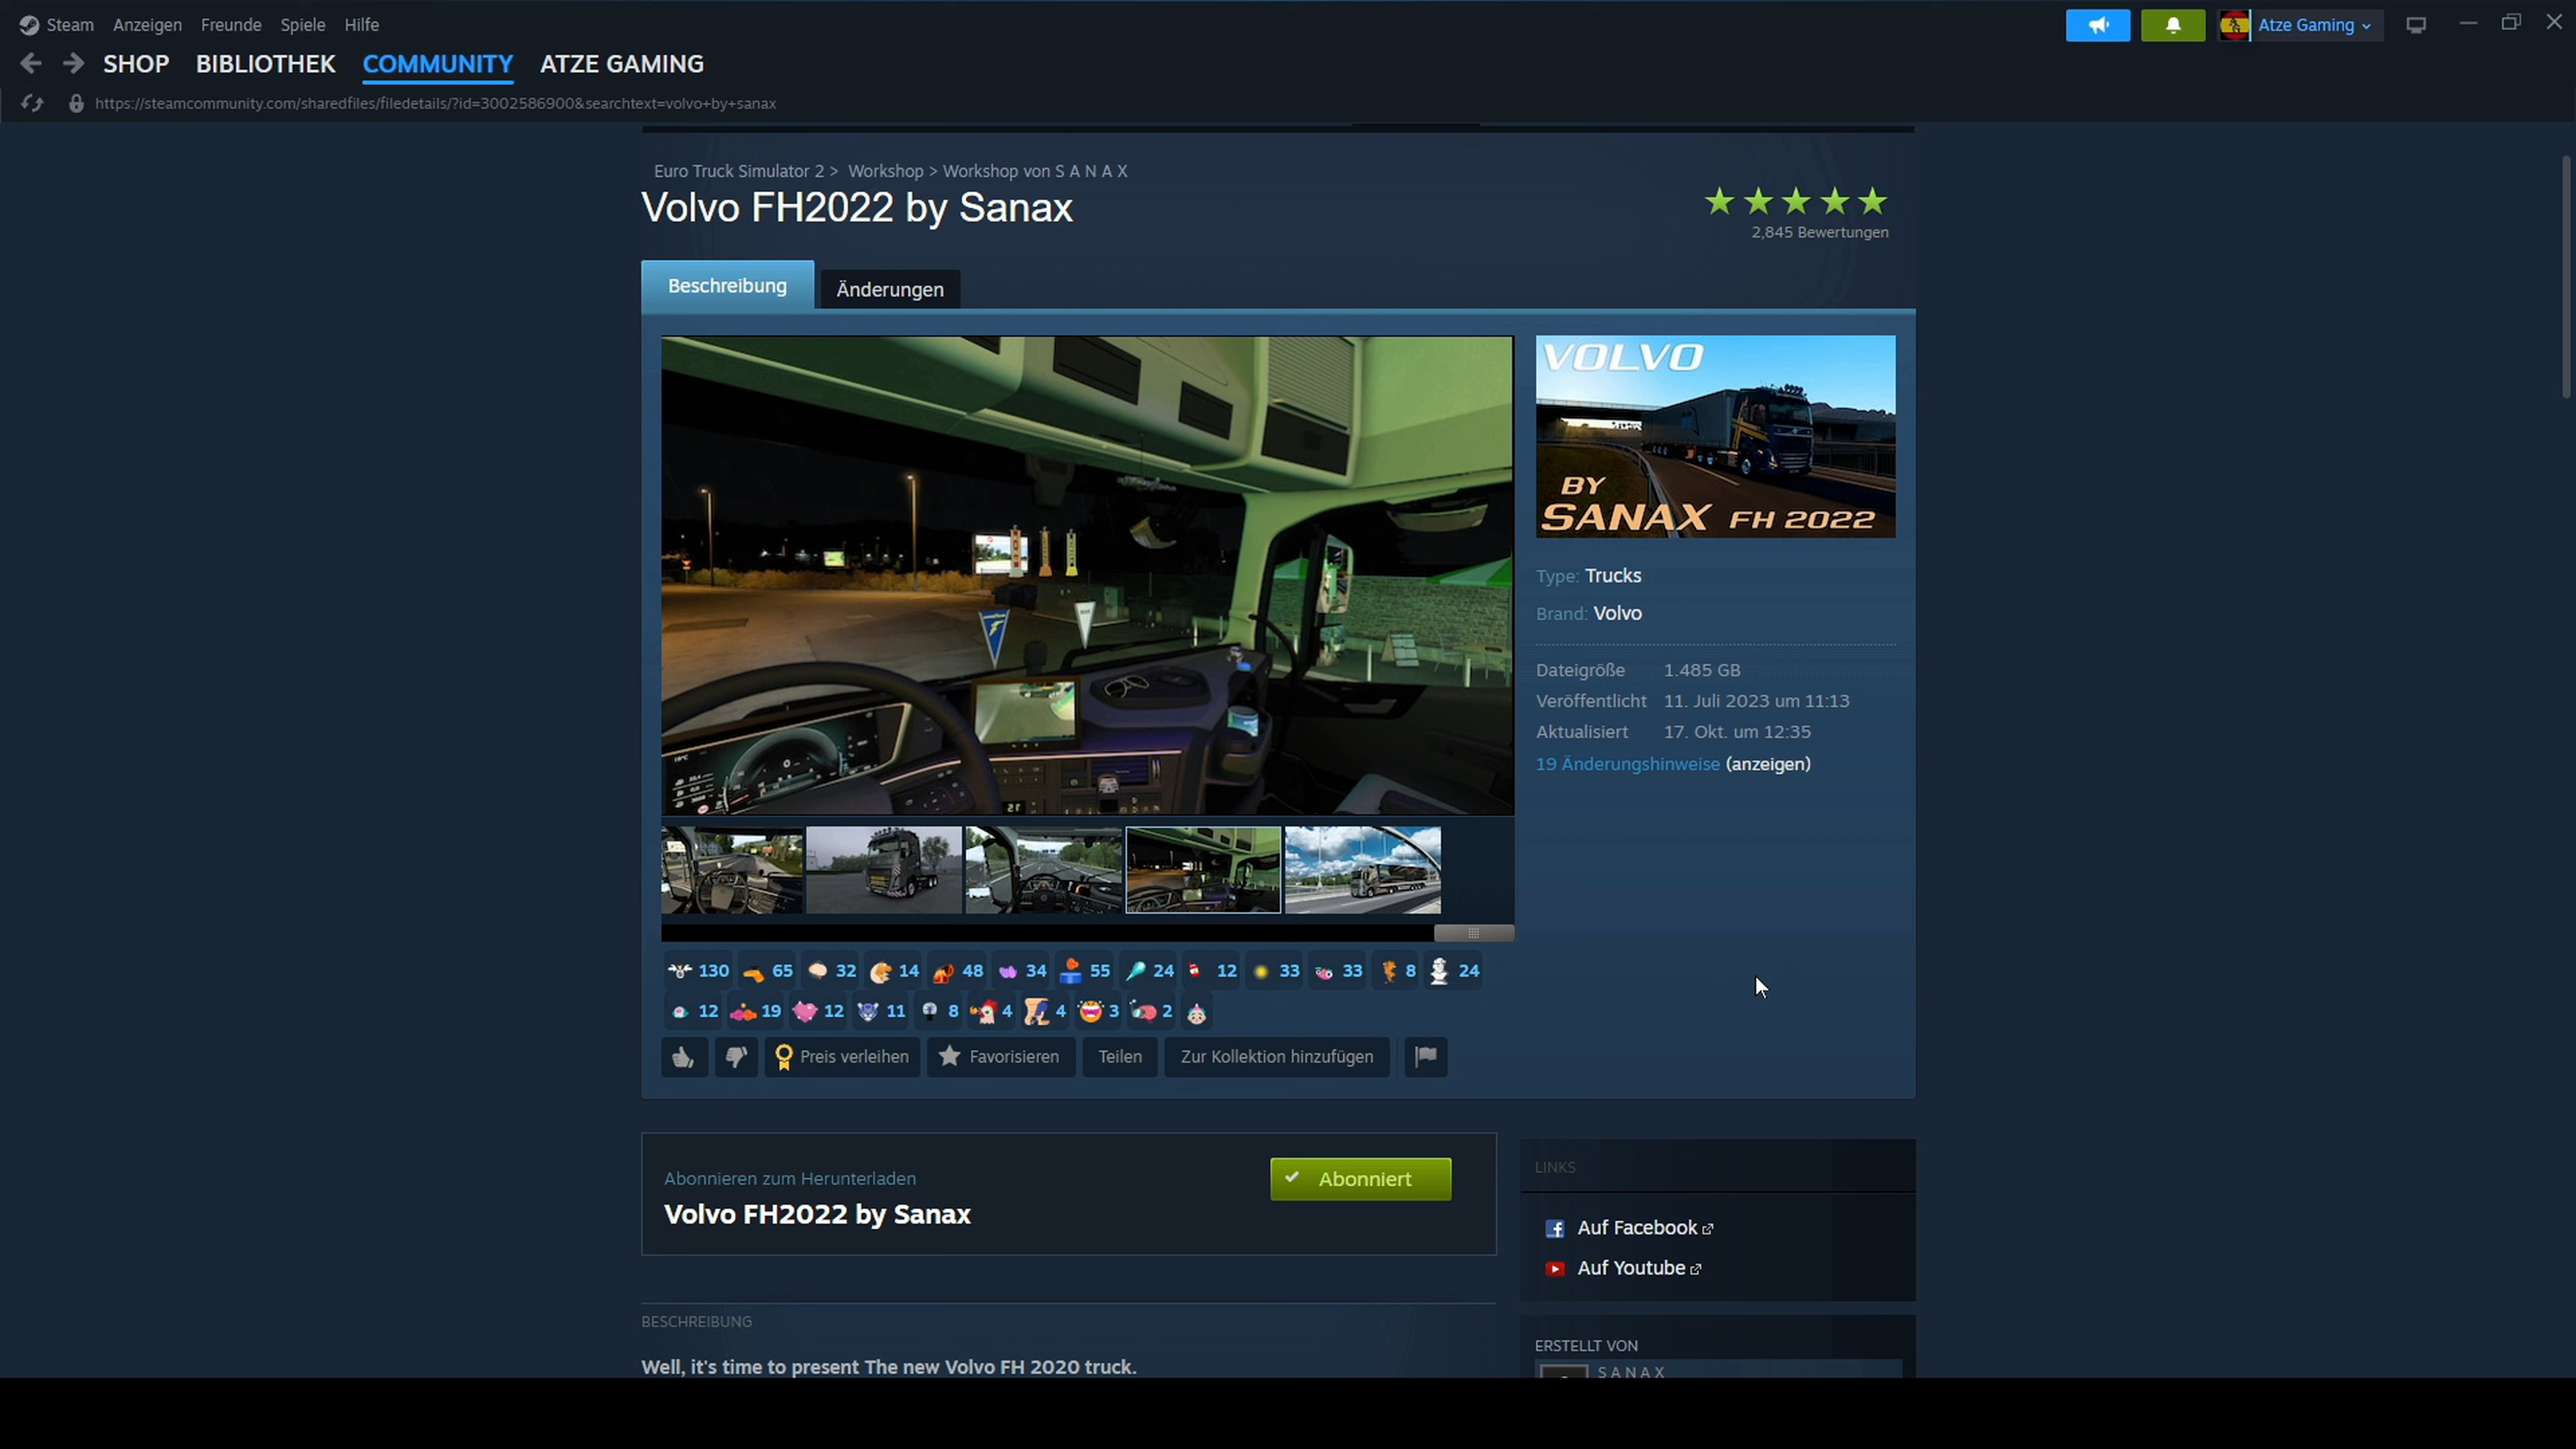 Steam Anzeigen Freunde Spiele Hilfe
Atze Gaming
SHOP BIBLIOTHEK COMMUNITY ATZE GAMING
https://steamcommunity.com/sharedfiles/filedetails/?id=3002586900&searchtext=volvo+by+sanax
Euro Truck Simulator 2 > Workshop > Workshop von S A N A X
Volvo FH2022 by Sanax
2,845 Bewertungen
Beschreibung Änderungen
VOLVO
BY
SANAX FH 2022
Type: Trucks
Brand: Volvo
Dateigröße 1.485 GB
Veröffentlicht 11. Juli 2023 um 11:13
Aktualisiert 17. Okt. um 12:35
19 Änderungshinweise (anzeigen)
130 65 32 14 48 34 55 24 12 33 33 8 24
12 19 12 11 8 4 4 3 2
Preis verleihen Favorisieren Teilen Zur Kollektion hinzufügen
Abonnieren zum Herunterladen
Volvo FH2022 by Sanax
Abonniert
LINKS
Auf Facebook
Auf Youtube
BESCHREIBUNG
Well, it's time to present The new Volvo FH 2020 truck.
ERSTELLT VON
S A N A X